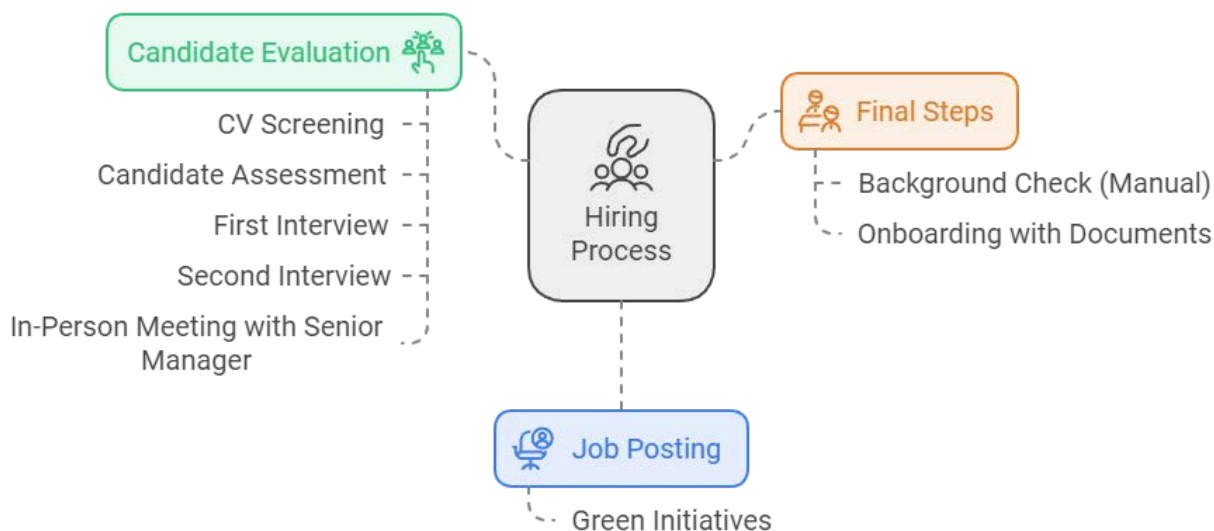 Candidate Evaluation
CV Screening
Candidate Assessment
First Interview
Second Interview
In-Person Meeting with Senior
Manager
Hiring
Process
Final Steps
Background Check (Manual)
Onboarding with Documents
Job Posting
Green Initiatives